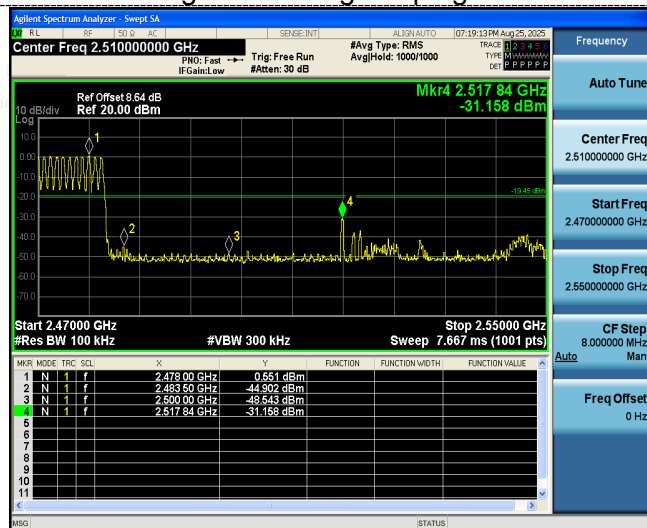 Agilent Spectrum Analyzer - Swept SA
RL RF 50 Ω AC SENSE:INT ALIGN AUTO 07:19:13 PM Aug 25, 2025
Center Freq 2.510000000 GHz
PNO: Fast
IFGain:Low
Trig: Free Run
#Atten: 30 dB
#Avg Type: RMS
Avg|Hold: 1000/1000
TRACE 1 2 3 4 5 6
TYPE M
DET P P P P P P
Mkr4 2.517 84 GHz
-31.158 dBm
Ref Offset 8.64 dB
10 dB/div Ref 20.00 dBm
Log
10.0
0.00
-10.0
-20.0
-30.0
-40.0
-50.0
-60.0
-70.0
1
2
3
4
-19.45 dBm
Start 2.47000 GHz Stop 2.55000 GHz
#Res BW 100 kHz #VBW 300 kHz Sweep 7.667 ms (1001 pts)
MKR MODE TRC SCL X Y FUNCTION FUNCTION WIDTH FUNCTION VALUE
1 N 1 f 2.478 00 GHz 0.551 dBm
2 N 1 f 2.483 50 GHz -44.902 dBm
3 N 1 f 2.500 00 GHz -48.543 dBm
4 N 1 f 2.517 84 GHz -31.158 dBm
5
6
7
8
9
10
11
MSG STATUS
Frequency
Auto Tune
Center Freq
2.510000000 GHz
Start Freq
2.470000000 GHz
Stop Freq
2.550000000 GHz
CF Step
8.000000 MHz
Auto Man
Freq Offset
0 Hz